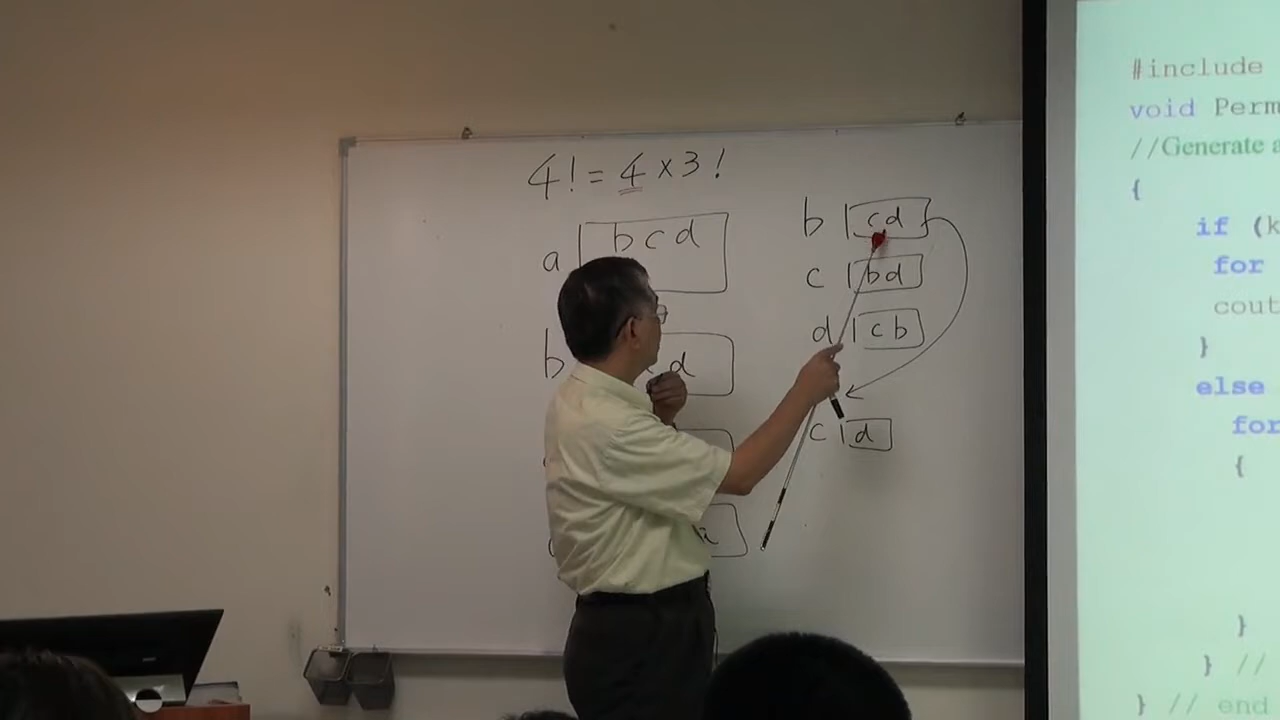 4! = 4 × 3!
a b c d
b d
b c d
c b d
d c b
c d
#include
void Perm
//Generate a
{
if (k
for
cout
}
else
for
{
}
} //
} // end